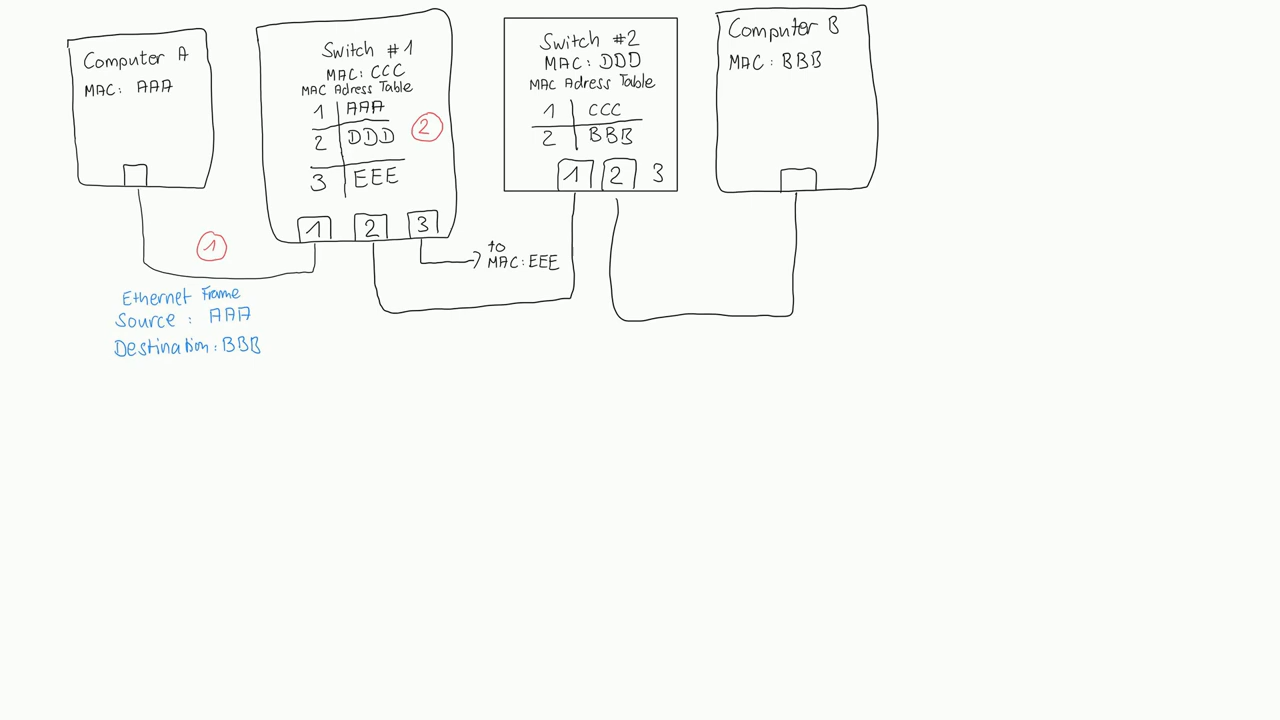 Computer A
MAC: AAA
1
Ethernet Frame
Source : AAA
Destination: BBB
Switch #1
MAC: CCC
MAC Adress Table
1 AAA
2 DDD
3 EEE
2
1 2 3
to
MAC: EEE
Switch #2
MAC: DDD
MAC Adress Table
1 CCC
2 BBB
1 2 3
Computer B
MAC: BBB